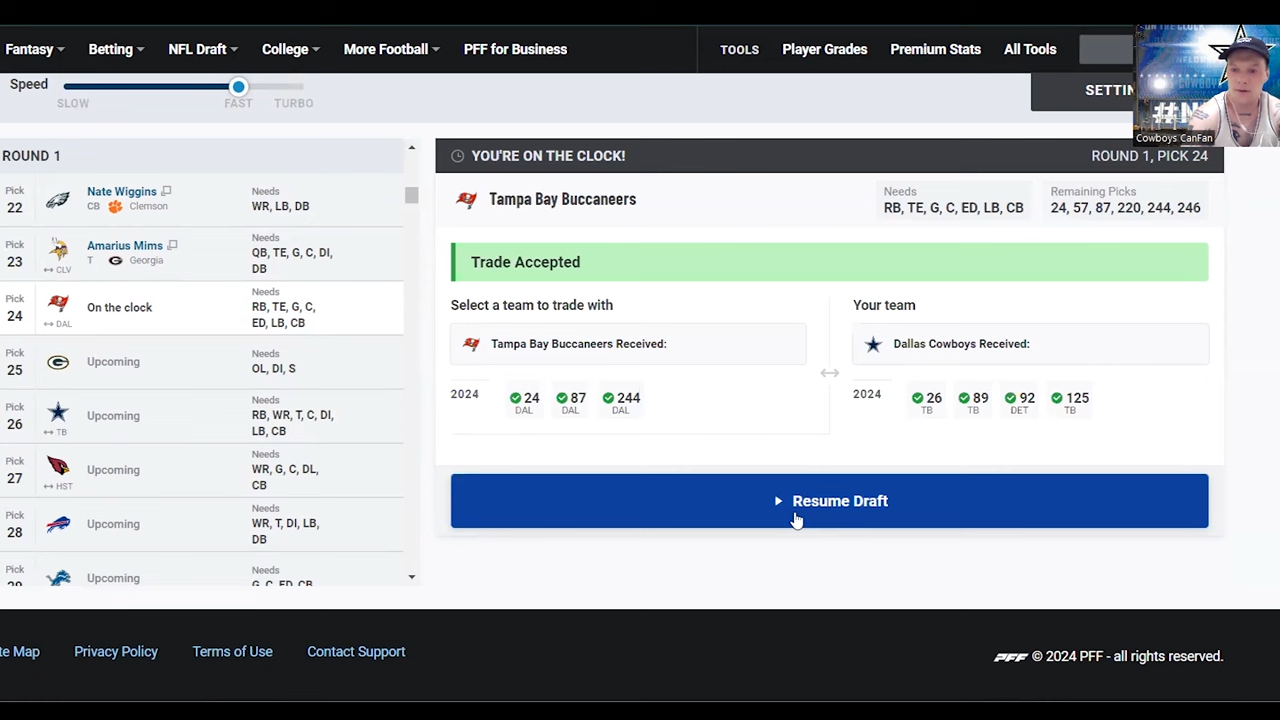 Fantasy
Betting
NFL Draft
College
More Football
PFF for Business
TOOLS
Player Grades
Premium Stats
All Tools
Speed
SLOW
FAST
TURBO
Cowboys CanFan
ROUND 1
Pick 22
Nate Wiggins
CB Clemson
Needs
WR, LB, DB
Pick 23
CLV
Amarius Mims
T Georgia
Needs
QB, TE, G, C, DI,
DB
Pick 24
DAL
On the clock
Needs
RB, TE, G, C,
ED, LB, CB
Pick 25
Upcoming
Needs
OL, DI, S
Pick 26
TB
Upcoming
Needs
RB, WR, T, C, DI,
LB, CB
Pick 27
HST
Upcoming
Needs
WR, G, C, DL,
CB
Pick 28
Upcoming
Needs
WR, T, DI, LB,
DB
Pick
29
Upcoming
Needs
G, C, ED, CB
YOU'RE ON THE CLOCK!
ROUND 1, PICK 24
Tampa Bay Buccaneers
Needs
RB, TE, G, C, ED, LB, CB
Remaining Picks
24, 57, 87, 220, 244, 246
Trade Accepted
Select a team to trade with
Tampa Bay Buccaneers Received:
2024
24
DAL
87
DAL
244
DAL
Your team
Dallas Cowboys Received:
2024
26
TB
89
TB
92
DET
125
TB
Resume Draft
Privacy Policy
Terms of Use
Contact Support
PFF © 2024 PFF - all rights reserved.